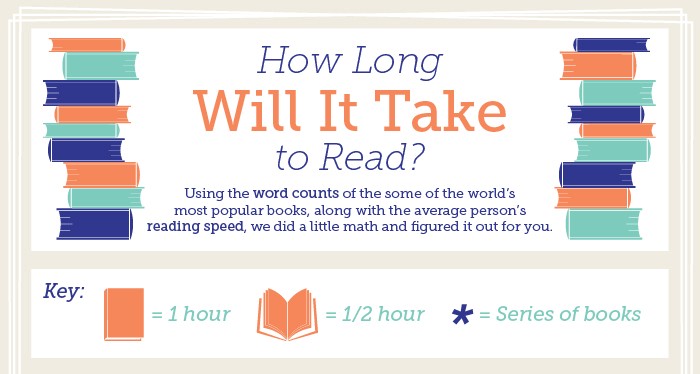 How Long
Will It Take
to Read?
Using the word counts of the some of the world's
most popular books, along with the average person's
reading speed, we did a little math and figured it out for you.
Key:
= 1 hour
= 1/2 hour
* = Series of books